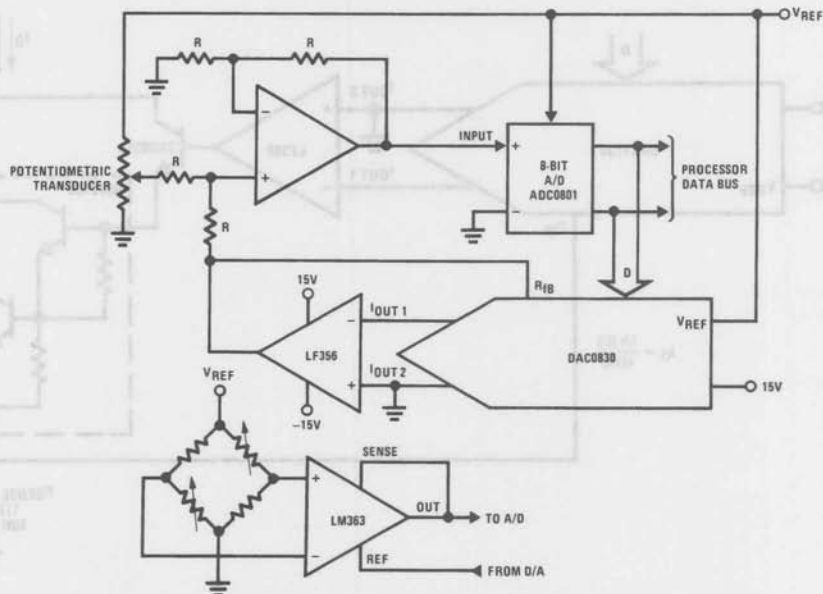 VREF
R
R
INPUT
+
8-BIT
A/D
ADC0801
−
PROCESSOR
DATA BUS
POTENTIOMETRIC
TRANSDUCER
R
−
+
R
D
RfB
15V
−
LF356
+
−15V
IOUT 1
IOUT 2
VREF
DAC0830
15V
VREF
SENSE
+
LM363
−
OUT
TO A/D
REF
FROM D/A